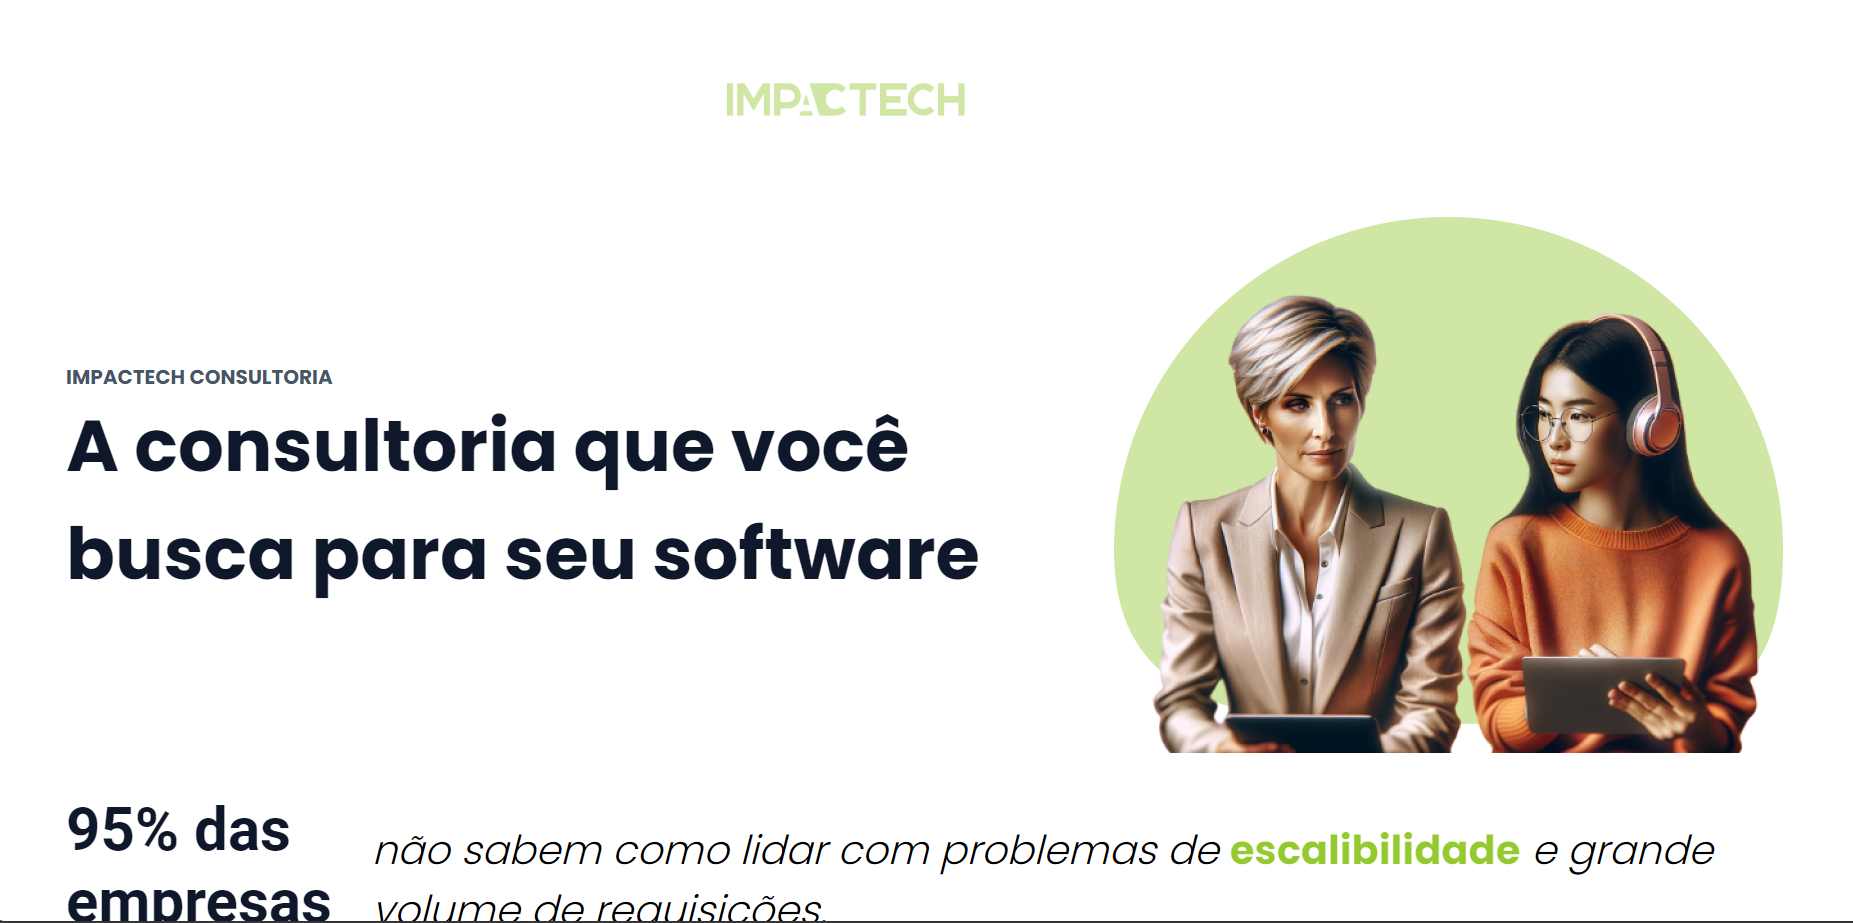 IMPACTECH
IMPACTECH CONSULTORIA
A consultoria que você
busca para seu software
95% das
empresas
não sabem como lidar com problemas de escalibilidade e grande
volume de requisições.